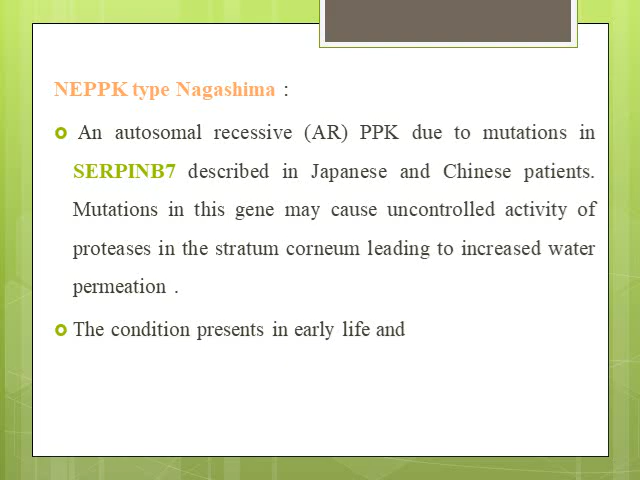 NEPPK type Nagashima :
An autosomal recessive (AR) PPK due to mutations in
SERPINB7 described in Japanese and Chinese patients.
Mutations in this gene may cause uncontrolled activity of
proteases in the stratum corneum leading to increased water
permeation .
The condition presents in early life and